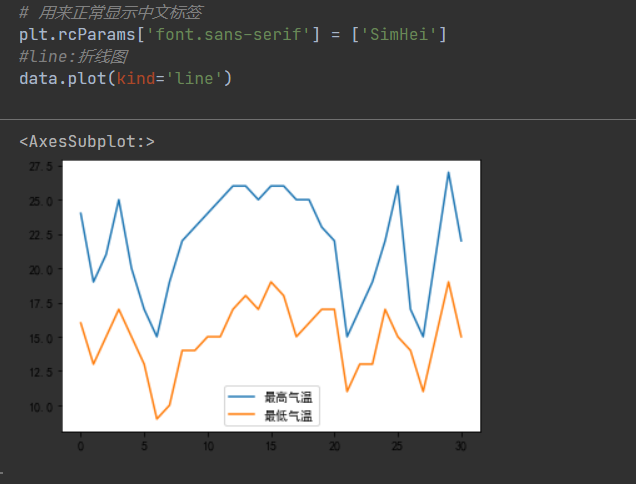 # 用来正常显示中文标签
plt.rcParams['font.sans-serif'] = ['SimHei']
#line:折线图
data.plot(kind='line')
<AxesSubplot:>
27.5
25.0
22.5
20.0
17.5
15.0
12.5
10.0
最高气温
最低气温
0 5 10 15 20 25 30